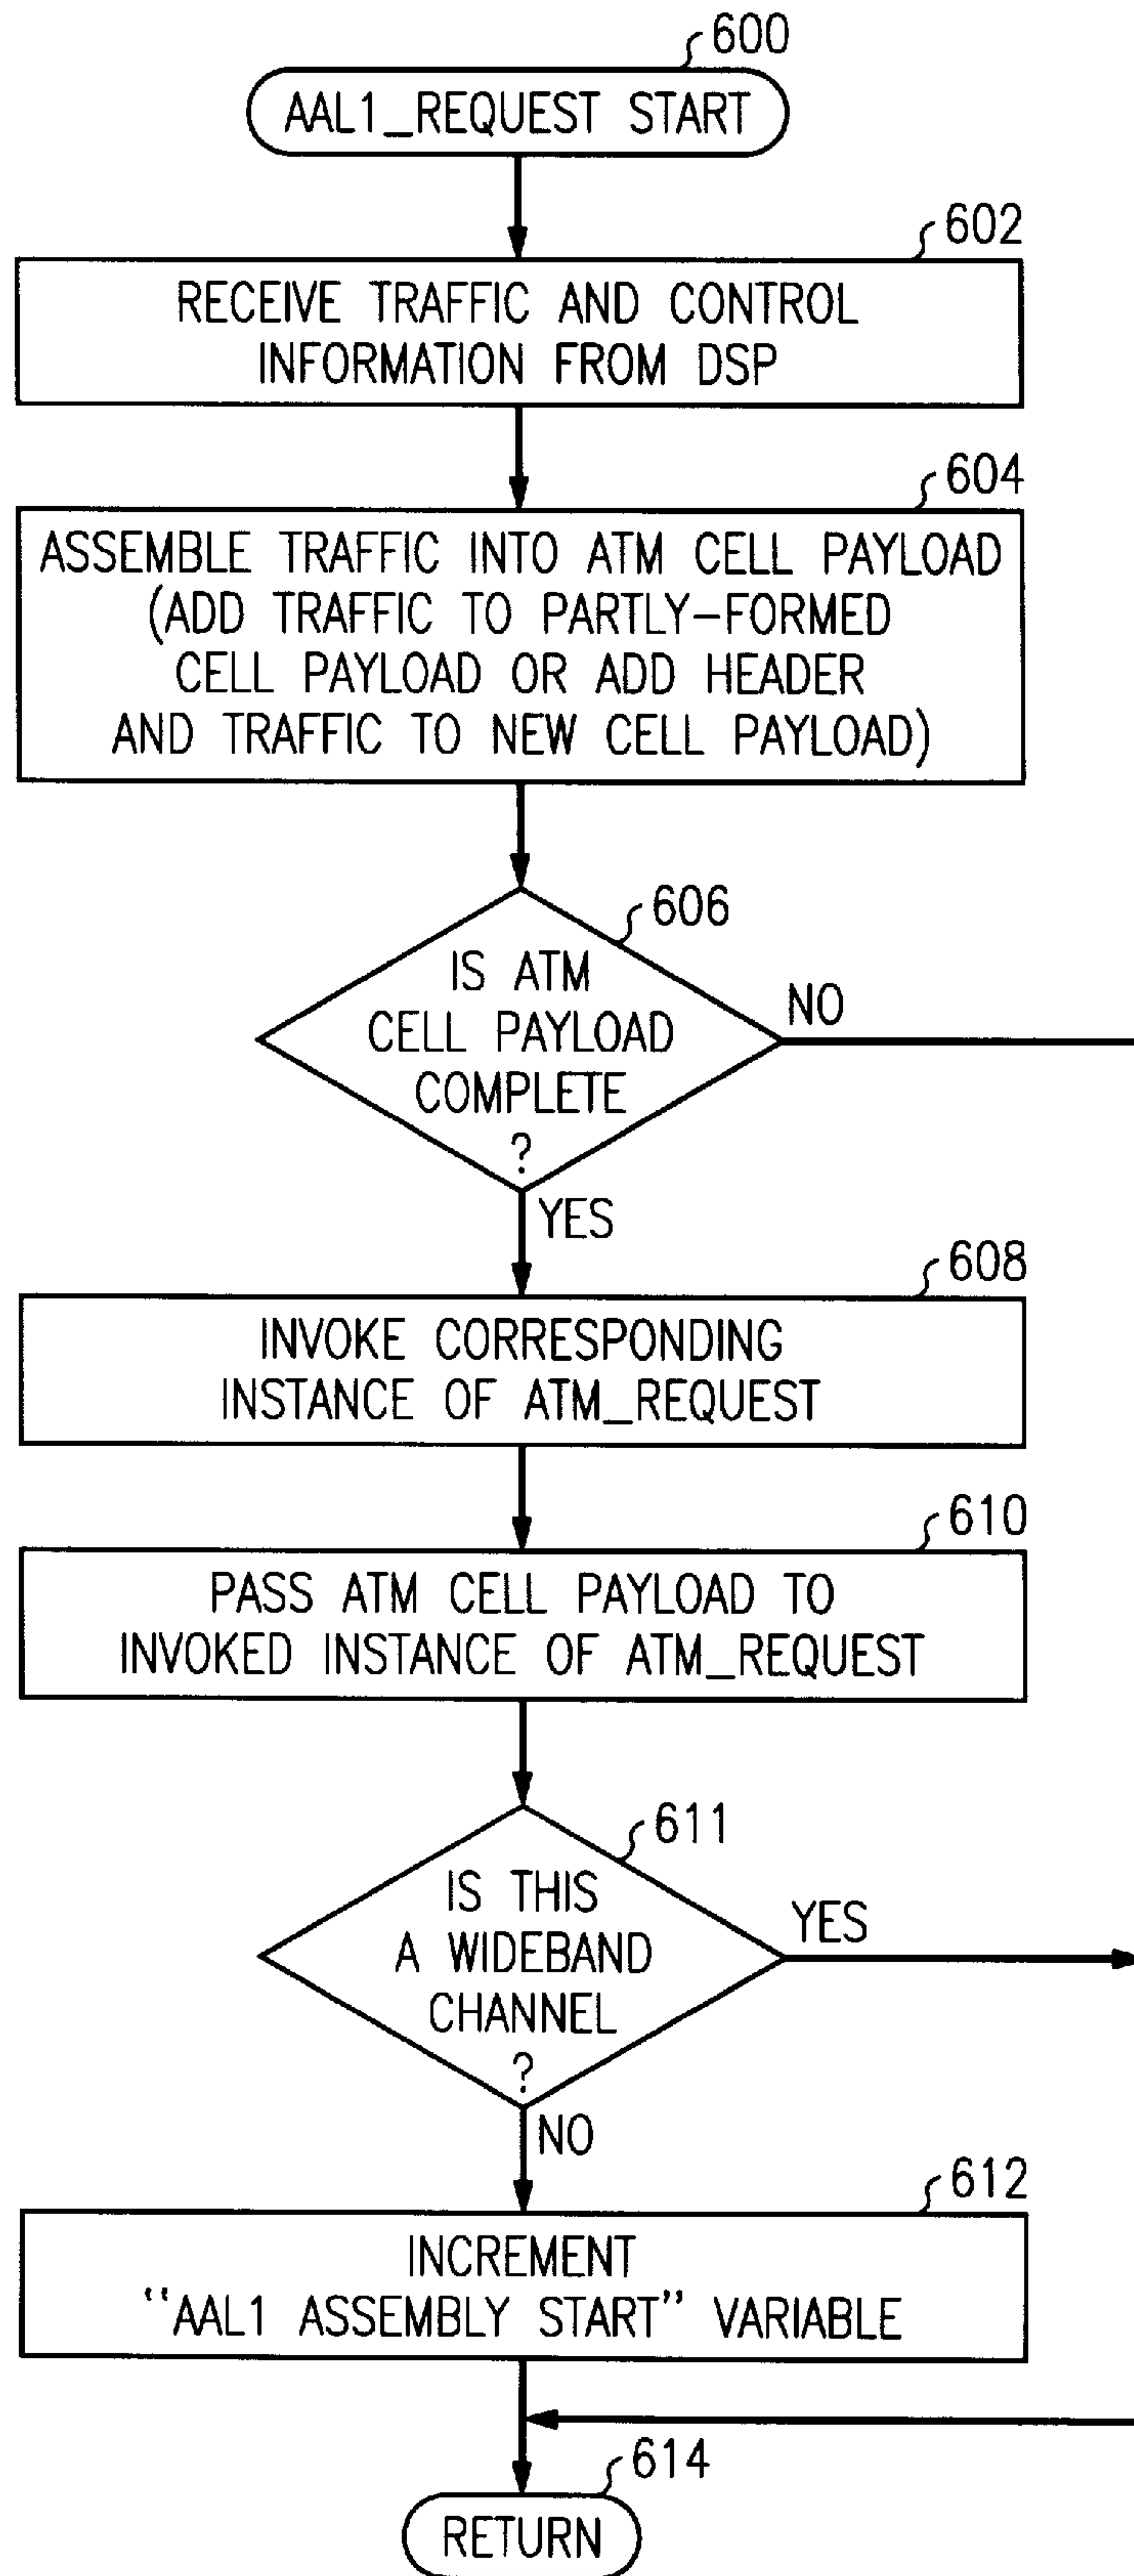 600
AAL1_REQUEST START
602
RECEIVE TRAFFIC AND CONTROL
INFORMATION FROM DSP
604
ASSEMBLE TRAFFIC INTO ATM CELL PAYLOAD
(ADD TRAFFIC TO PARTLY-FORMED
CELL PAYLOAD OR ADD HEADER
AND TRAFFIC TO NEW CELL PAYLOAD)
606
IS ATM
CELL PAYLOAD
COMPLETE
?
NO
YES
608
INVOKE CORRESPONDING
INSTANCE OF ATM_REQUEST
610
PASS ATM CELL PAYLOAD TO
INVOKED INSTANCE OF ATM_REQUEST
611
IS THIS
A WIDEBAND
CHANNEL
?
YES
NO
612
INCREMENT
“AAL1 ASSEMBLY START” VARIABLE
614
RETURN